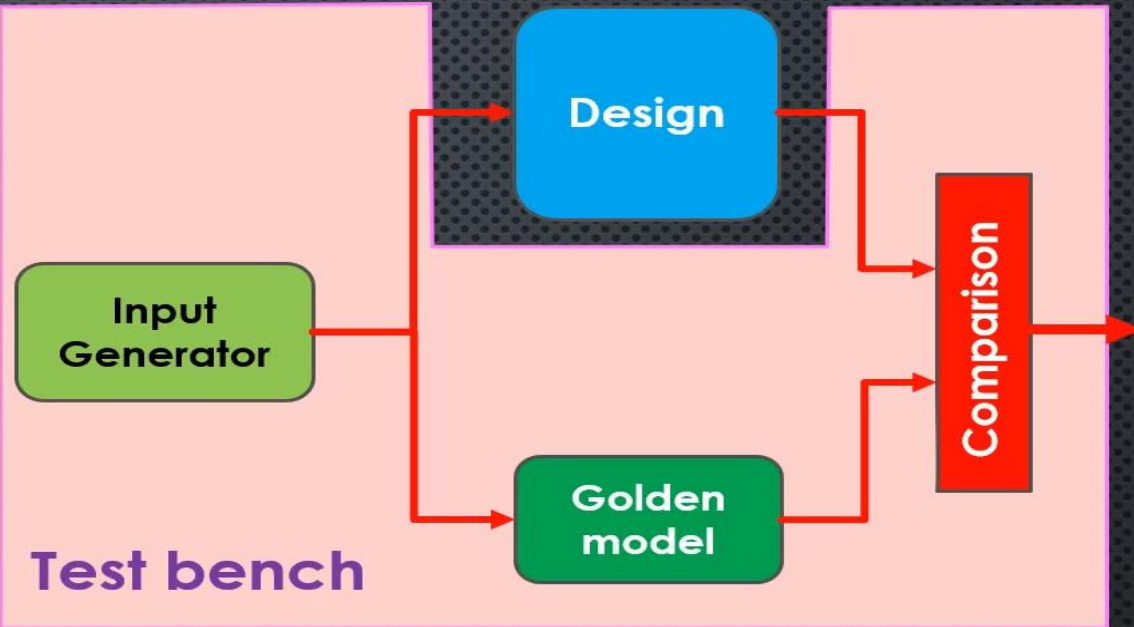 Design
Input
Generator
Comparison
Golden
model
Test bench